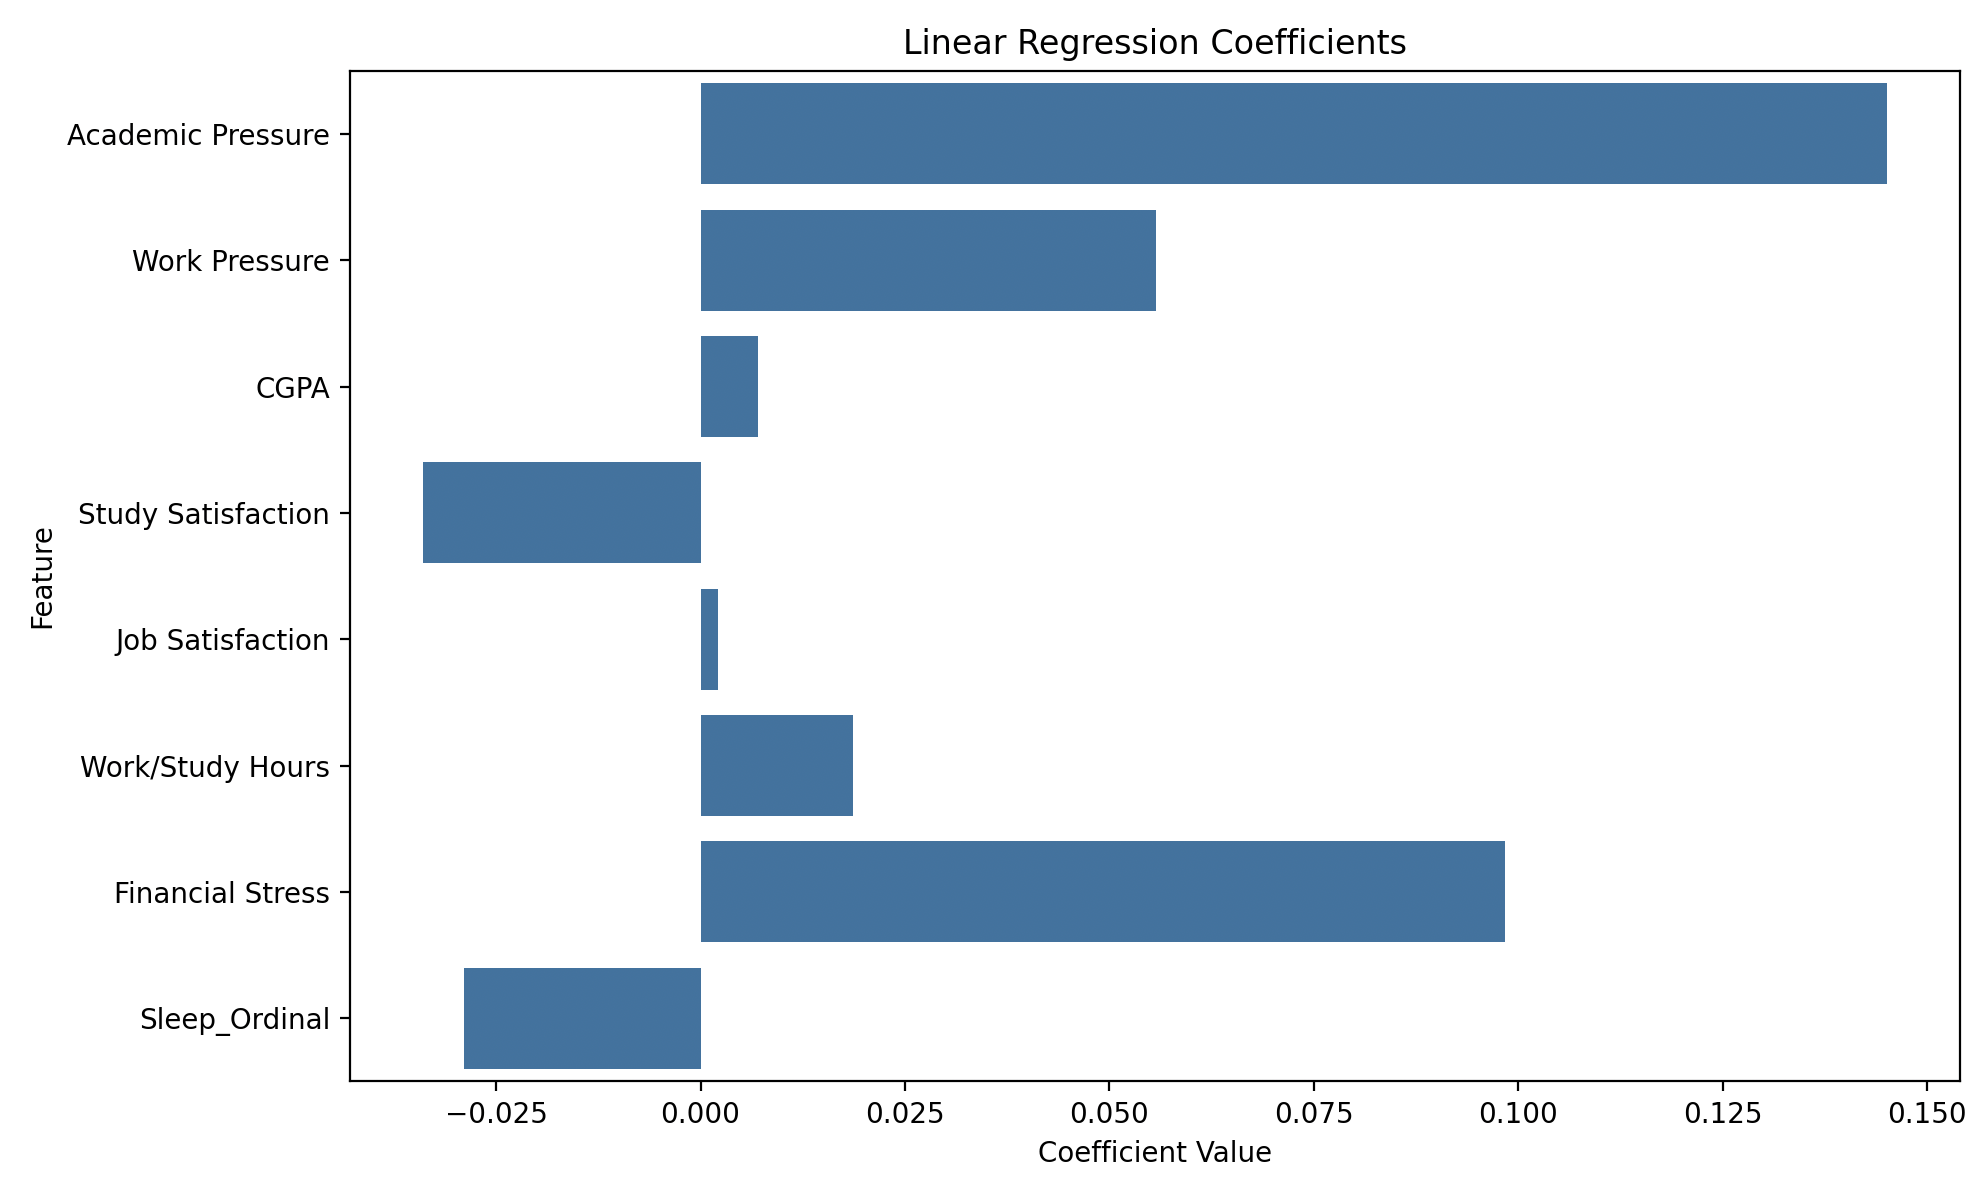 Linear Regression Coefficients
Academic Pressure
Work Pressure
CGPA
Study Satisfaction
Job Satisfaction
Work/Study Hours
Financial Stress
Sleep_Ordinal
Feature
−0.025 0.000 0.025 0.050 0.075 0.100 0.125 0.150
Coefficient Value